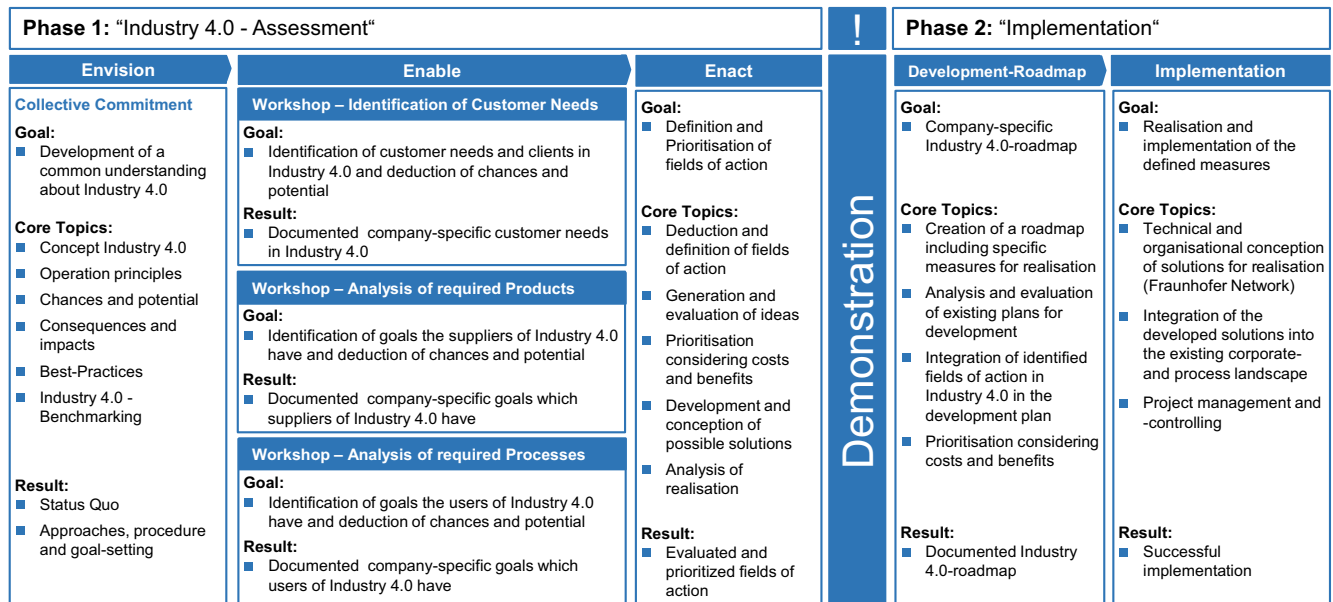 Phase 1: “Industry 4.0 - Assessment“
!
Phase 2: “Implementation“
Envision
Collective Commitment
Goal:
Development of a
common understanding
about Industry 4.0
Core Topics:
Concept Industry 4.0
Operation principles
Chances and potential
Consequences and
impacts
Best-Practices
Industry 4.0 -
Benchmarking
Result:
Status Quo
Approaches, procedure
and goal-setting
Enable
Workshop – Identification of Customer Needs
Goal:
Identification of customer needs and clients in
Industry 4.0 and deduction of chances and
potential
Result:
Documented company-specific customer needs
in Industry 4.0
Workshop – Analysis of required Products
Goal:
Identification of goals the suppliers of Industry 4.0
have and deduction of chances and potential
Result:
Documented company-specific goals which
suppliers of Industry 4.0 have
Workshop – Analysis of required Processes
Goal:
Identification of goals the users of Industry 4.0
have and deduction of chances and potential
Result:
Documented company-specific goals which
users of Industry 4.0 have
Enact
Goal:
Definition and
Prioritisation of
fields of action
Core Topics:
Deduction and
definition of fields
of action
Generation and
evaluation of ideas
Prioritisation
considering costs
and benefits
Development and
conception of
possible solutions
Analysis of
realisation
Result:
Evaluated and
prioritized fields of
action
Demonstration
Development-Roadmap
Goal:
Company-specific
Industry 4.0-roadmap
Core Topics:
Creation of a roadmap
including specific
measures for realisation
Analysis and evaluation
of existing plans for
development
Integration of identified
fields of action in
Industry 4.0 in the
development plan
Prioritisation considering
costs and benefits
Result:
Documented Industry
4.0-roadmap
Implementation
Goal:
Realisation and
implementation of the
defined measures
Core Topics:
Technical and
organisational conception
of solutions for realisation
(Fraunhofer Network)
Integration of the
developed solutions into
the existing corporate-
and process landscape
Project management and
-controlling
Result:
Successful
implementation